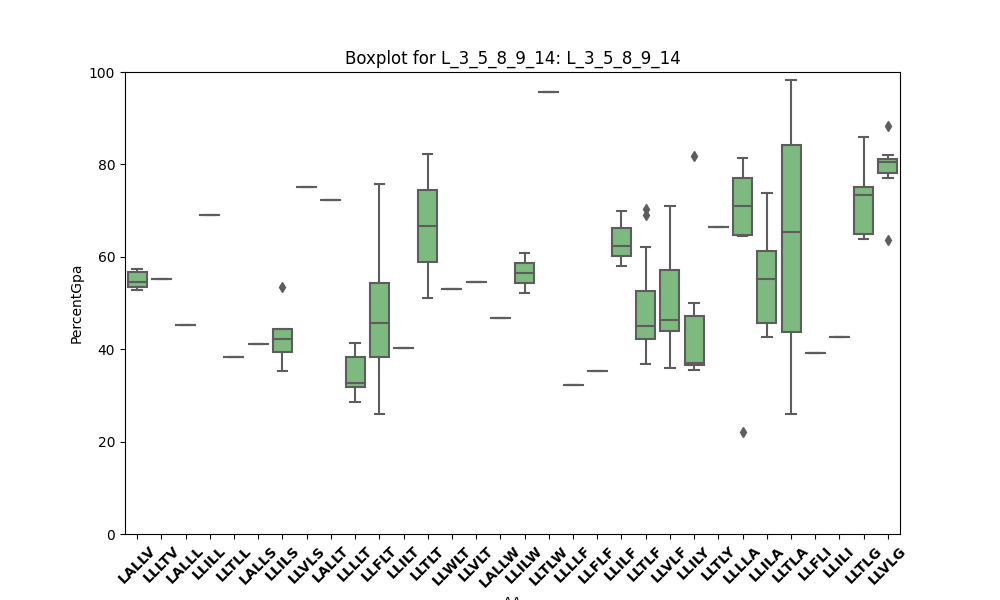 Boxplot for L_3_5_8_9_14: L_3_5_8_9_14
100
80
60
40
20
0
PercentGpa
LALLV
LLLTV
LALLL
LLILL
LLTLL
LALLS
LLILS
LLVLS
LALLT
LLLLT
LLFLT
LLILT
LLTLT
LLWLT
LLVLT
LALLW
LLILW
LLTLW
LLLLF
LLFLF
LLILF
LLTLF
LLVLF
LLILY
LLTLY
LLLLA
LLILA
LLTLA
LLFLI
LLILI
LLTLG
LLVLG